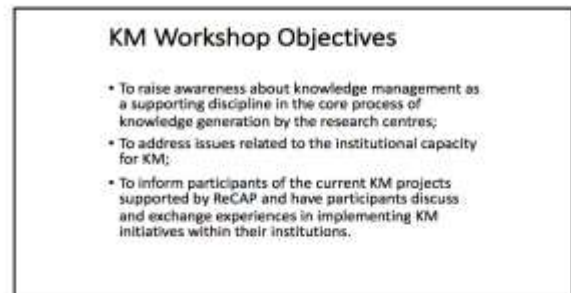 KM Workshop Objectives
• To raise awareness about knowledge management as
a supporting discipline in the core process of
knowledge generation by the research centres;
• To address issues related to the institutional capacity
for KM;
• To inform participants of the current KM projects
supported by ReCAP and have participants discuss
and exchange experiences in implementing KM
initiatives within their institutions.